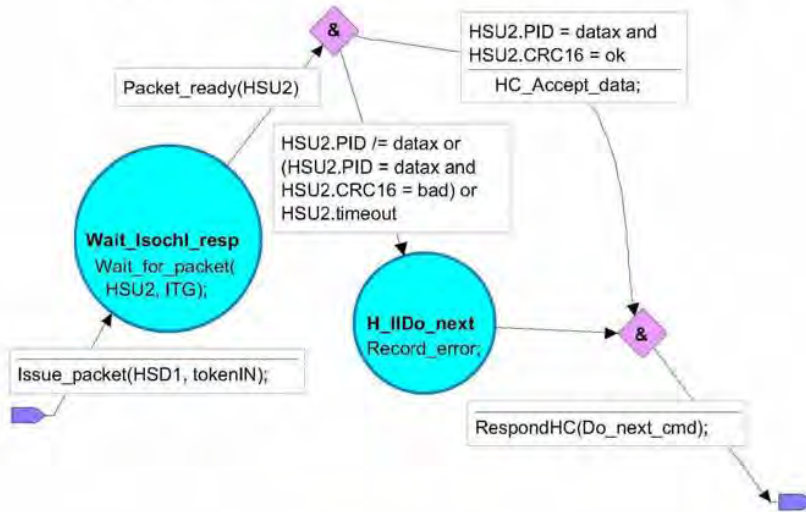 &
HSU2.PID = datax and
HSU2.CRC16 = ok
HC_Accept_data;
Packet_ready(HSU2)
HSU2.PID /= datax or
(HSU2.PID = datax and
HSU2.CRC16 = bad) or
HSU2.timeout
Wait_Isochl_resp
Wait_for_packet(
HSU2, ITG);
H_IIDo_next
Record_error;
&
Issue_packet(HSD1, tokenIN);
RespondHC(Do_next_cmd);